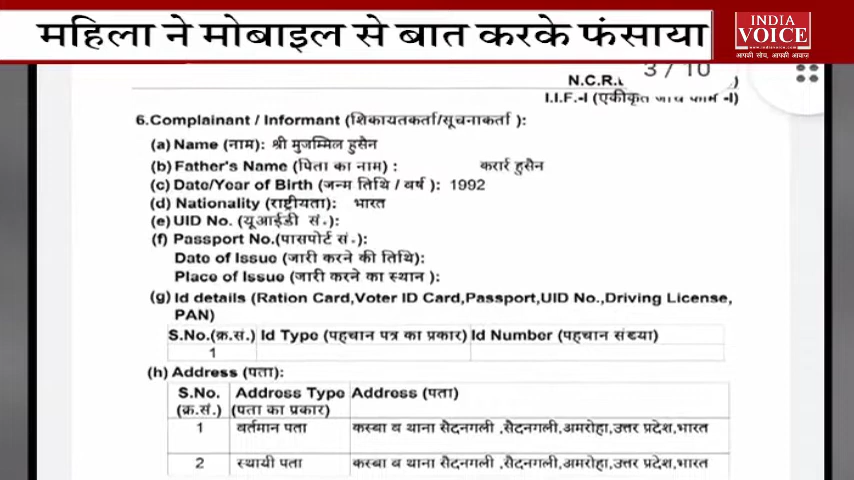 महिला ने मोबाइल से बात करके फंसाया
INDIA
VOICE
www.indiavoice.com
आपकी सोच, आपकी आवाज
3 / 10
N.C.R.
I.I.F.-I (एकीकृत जांच फार्म -I)
6.Complainant / Informant (शिकायतकर्ता/सूचनाकर्ता ):
(a) Name (नाम): श्री मुजम्मिल हुसैन
(b) Father's Name (पिता का नाम) : करार्र हुसैन
(c) Date/Year of Birth (जन्म तिथि / वर्ष ): 1992
(d) Nationality (राष्ट्रीयता): भारत
(e) UID No. (यूआईडी सं.):
(f) Passport No.(पासपोर्ट सं.):
Date of Issue (जारी करने की तिथि):
Place of Issue (जारी करने का स्थान ):
(g) Id details (Ration Card,Voter ID Card,Passport,UID No.,Driving License,
PAN)
S.No.(क्र.सं.) Id Type (पहचान पत्र का प्रकार) Id Number (पहचान संख्या)
1
(h) Address (पता):
S.No. Address Type Address (पता)
(क्र.सं.) (पता का प्रकार)
1 वर्तमान पता कस्बा व थाना सैदनगली ,सैदनगली,अमरोहा,उत्तर प्रदेश,भारत
2 स्थायी पता कस्बा व थाना सैदनगली ,सैदनगली,अमरोहा,उत्तर प्रदेश,भारत